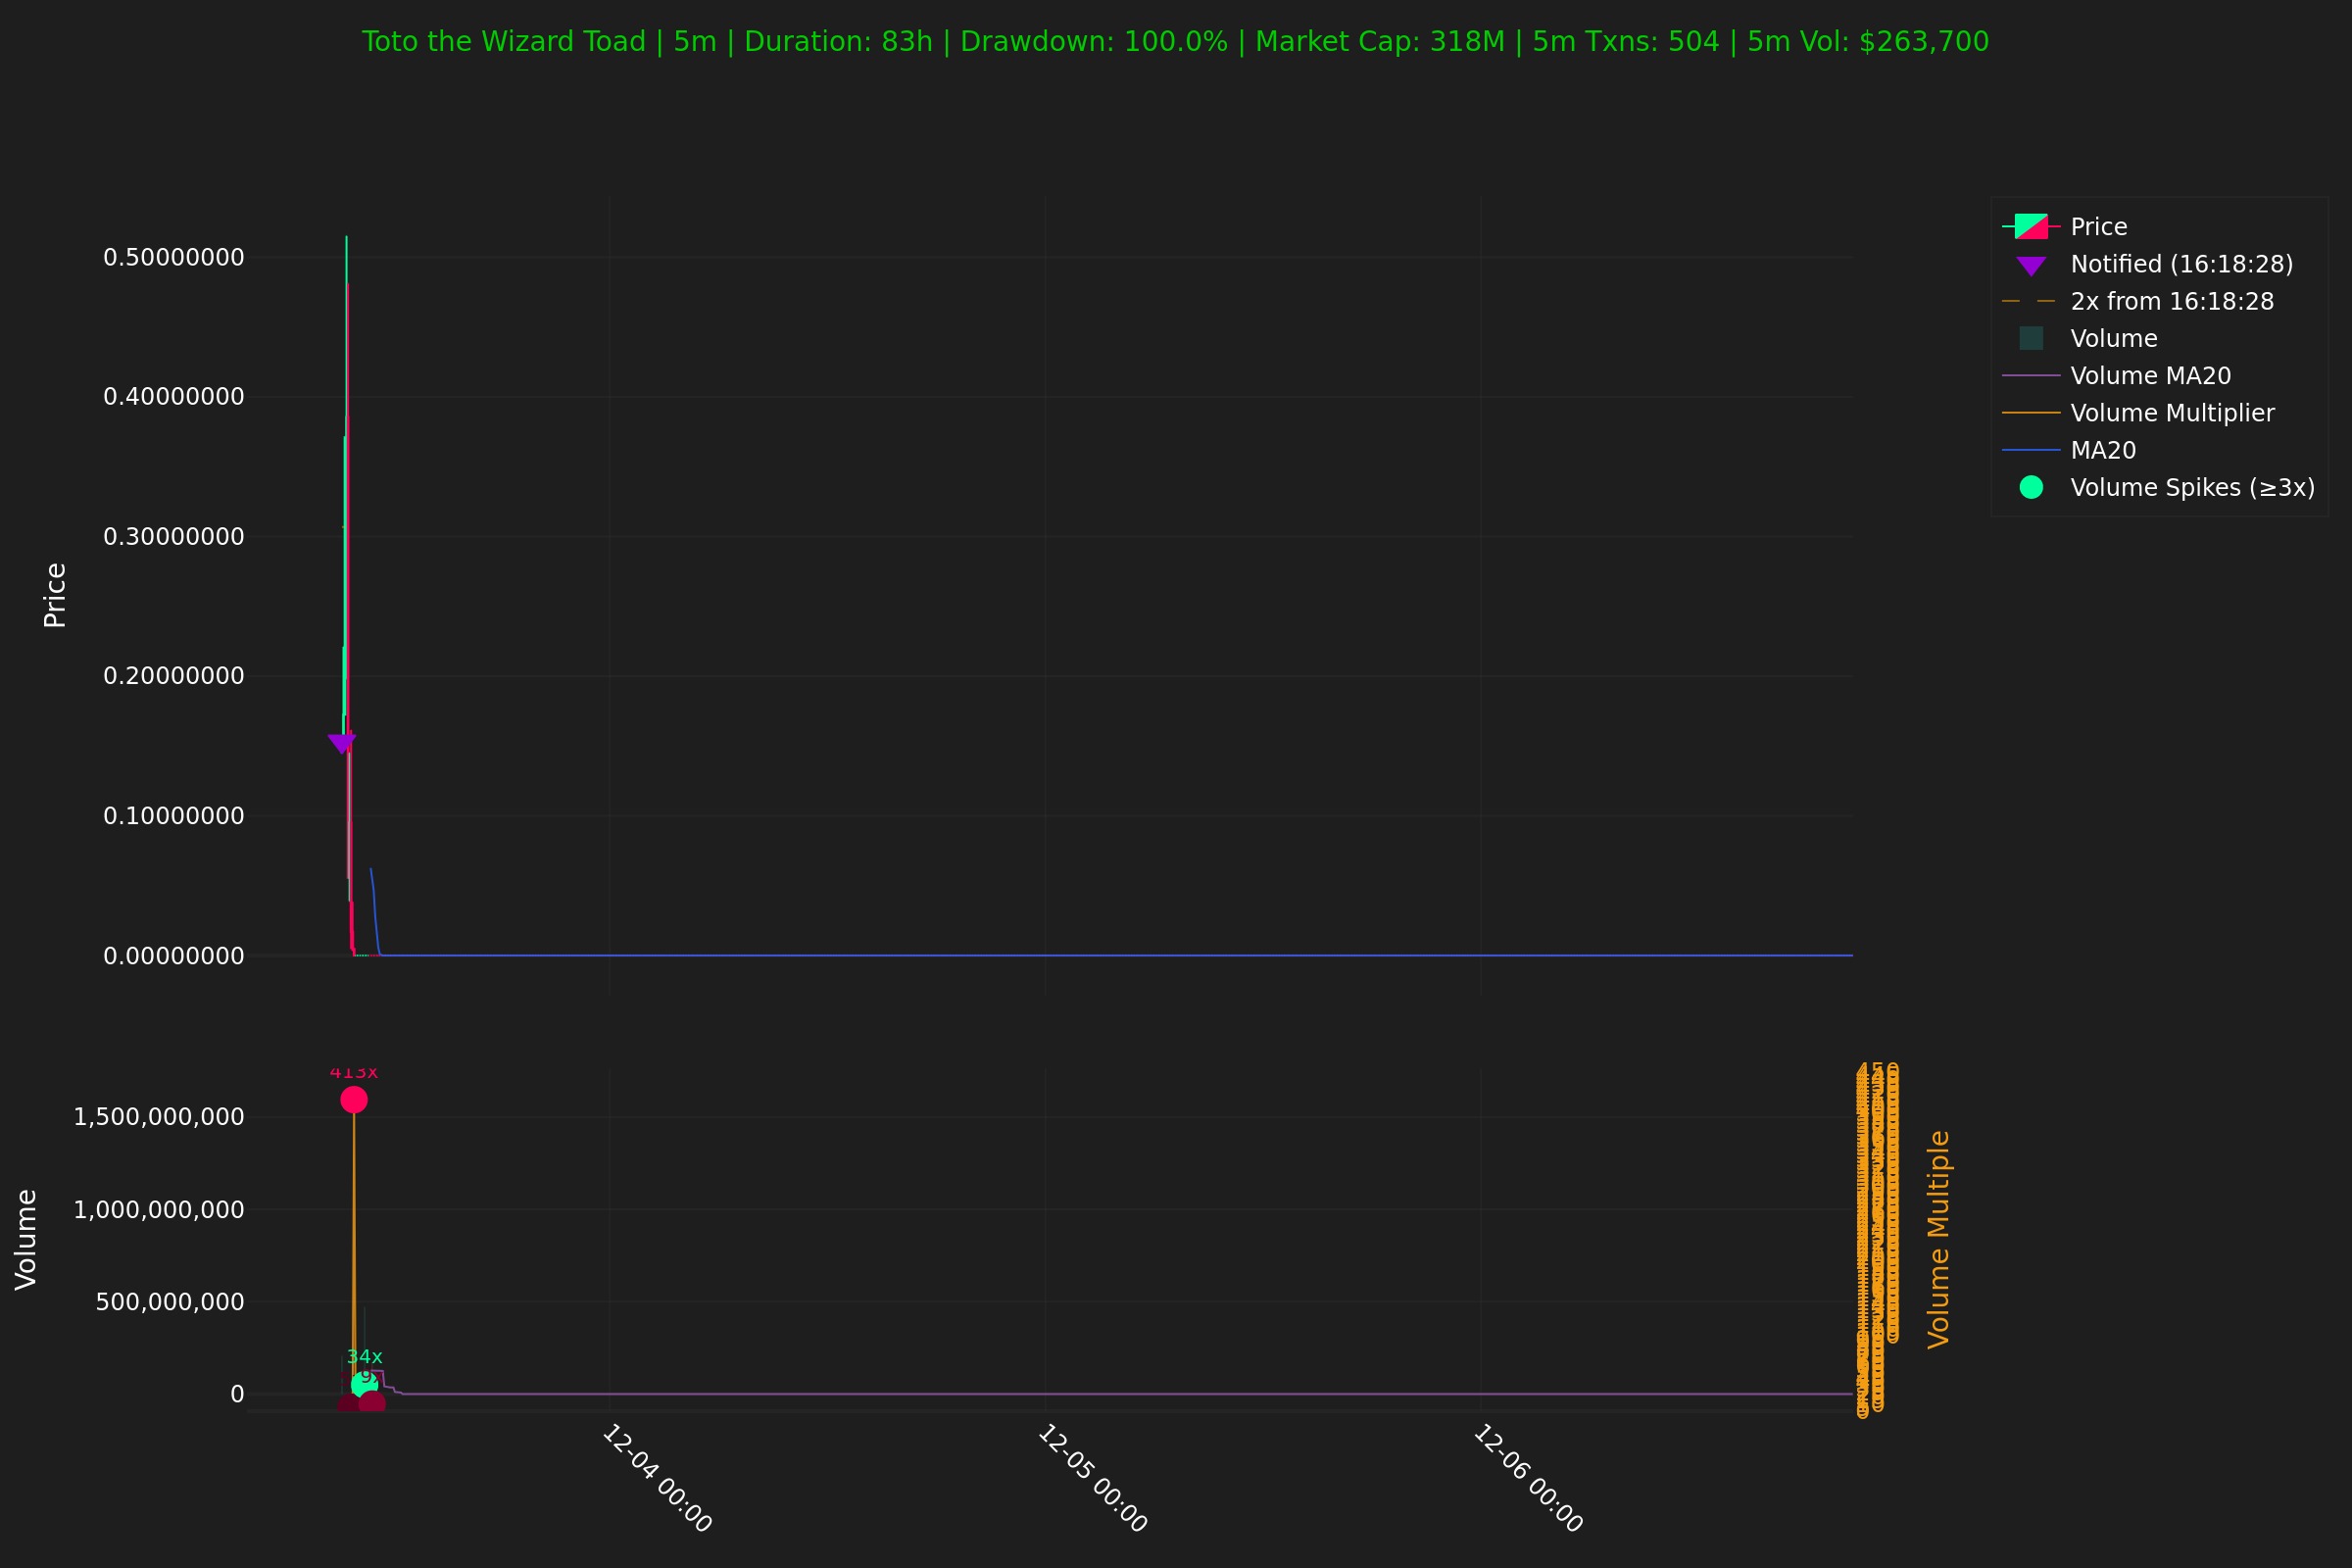 Toto the Wizard Toad | 5m | Duration: 83h | Drawdown: 100.0% | Market Cap: 318M | 5m Txns: 504 | 5m Vol: $263,700
Price
0.50000000
0.40000000
0.30000000
0.20000000
0.10000000
0.00000000
Price
Notified (16:18:28)
2x from 16:18:28
Volume
Volume MA20
Volume Multiplier
MA20
Volume Spikes (≥3x)
Volume
1,500,000,000
1,000,000,000
500,000,000
0
413x
34x
9x
450
Volume Multiple
12-04 00:00
12-05 00:00
12-06 00:00